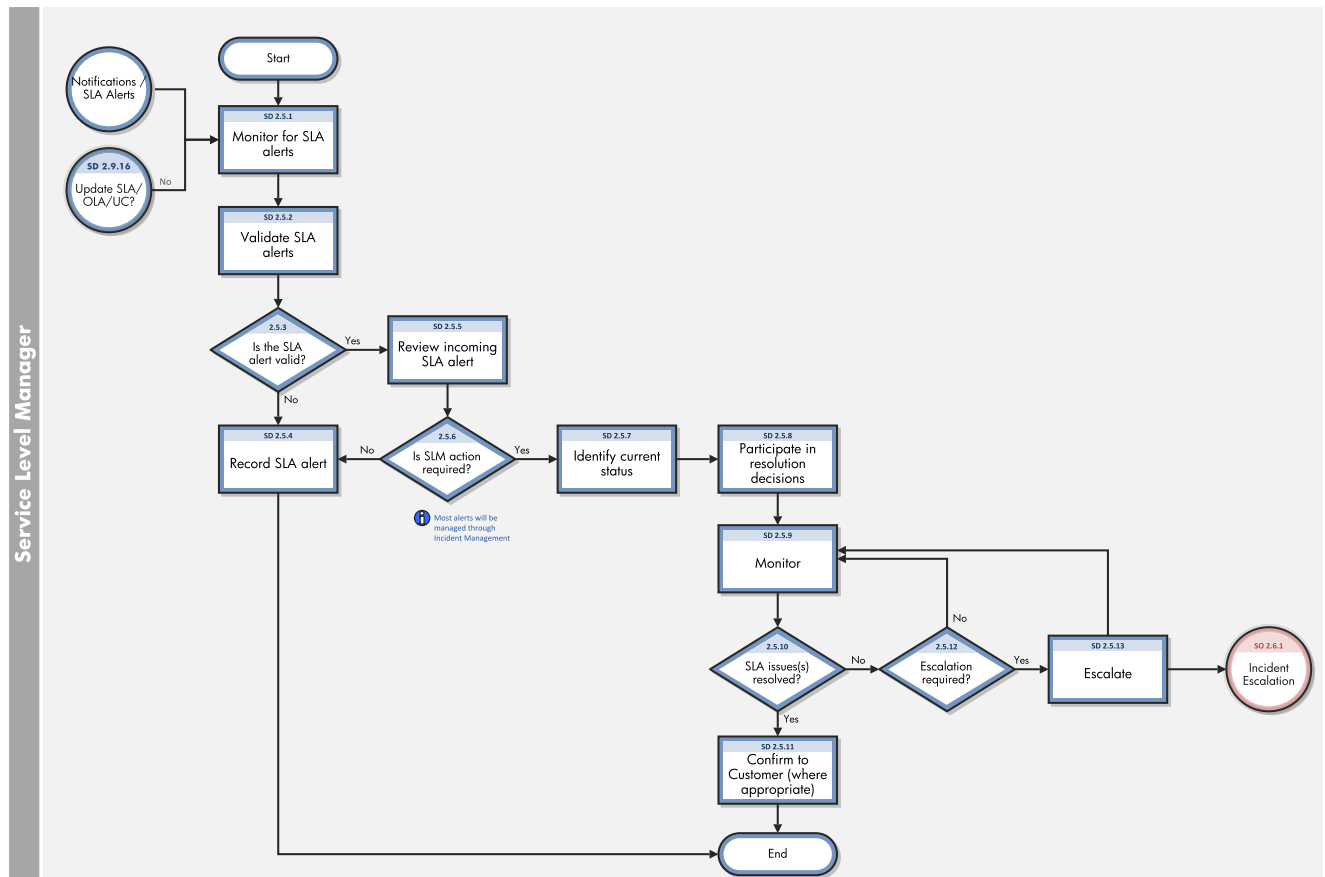 Service Level Manager
Start
Notifications /
SLA Alerts
SD 2.5.1
Monitor for SLA
alerts
SD 2.9.16
Update SLA/
OLA/UC?
No
SD 2.5.2
Validate SLA
alerts
2.5.3
Is the SLA
alert valid?
Yes
No
SD 2.5.5
Review incoming
SLA alert
SD 2.5.4
Record SLA alert
No
2.5.6
Is SLM action
required?
Yes
Most alerts will be
managed through
Incident Management
SD 2.5.7
Identify current
status
SD 2.5.8
Participate in
resolution
decisions
SD 2.5.9
Monitor
2.5.10
SLA issues(s)
resolved?
No
Yes
2.5.12
Escalation
required?
No
Yes
SD 2.5.13
Escalate
SO 2.6.1
Incident
Escalation
SD 2.5.11
Confirm to
Customer (where
appropriate)
End